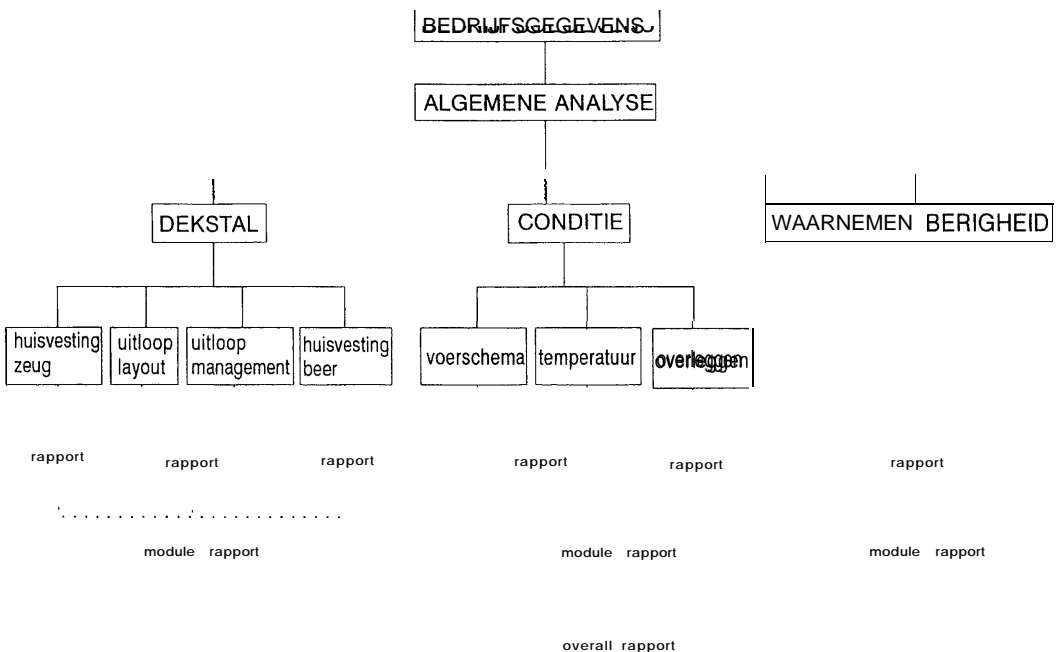 BEDRIJFSGEGEVENS
ALGEMENE ANALYSE
DEKSTAL
CONDITIE
WAARNEMEN BERIGHEID
huisvesting
zeug
uitloop
layout
uitloop
management
huisvesting
beer
voerschema
temperatuur
overleggen
rapport
rapport
rapport
rapport
rapport
rapport
module rapport
module rapport
module rapport
overall rapport